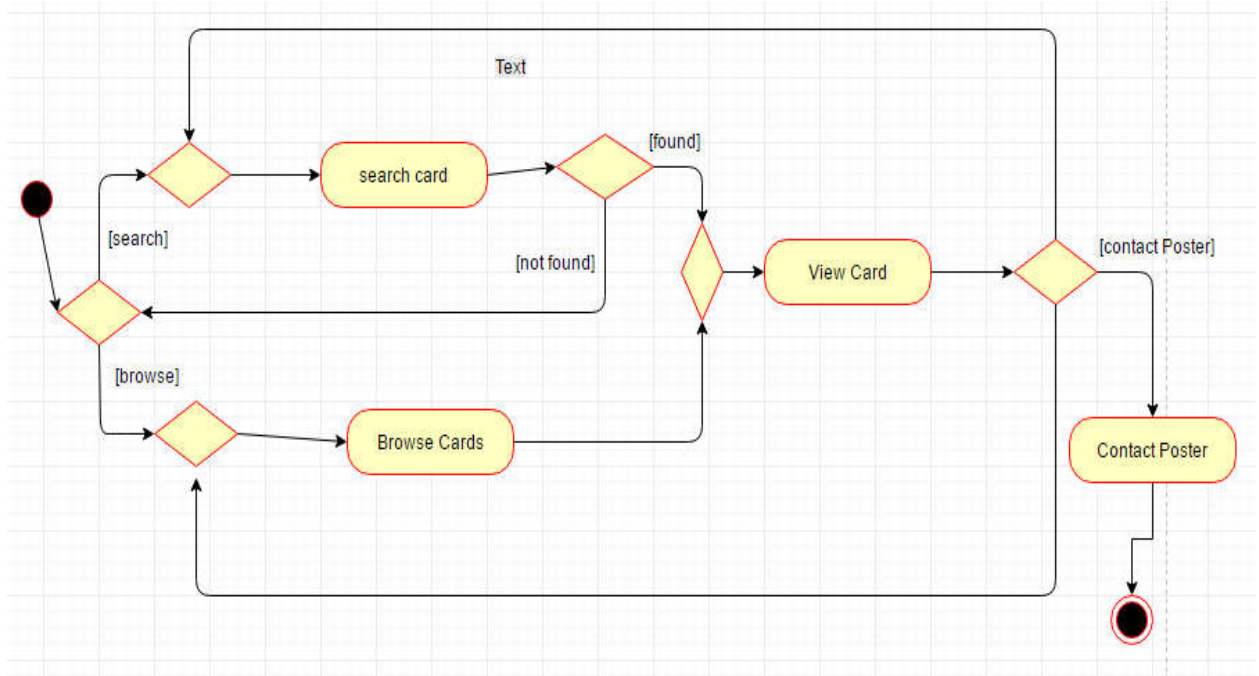 Text
[found]
search card
[search]
[not found]
[contact Poster]
View Card
[browse]
Browse Cards
Contact Poster